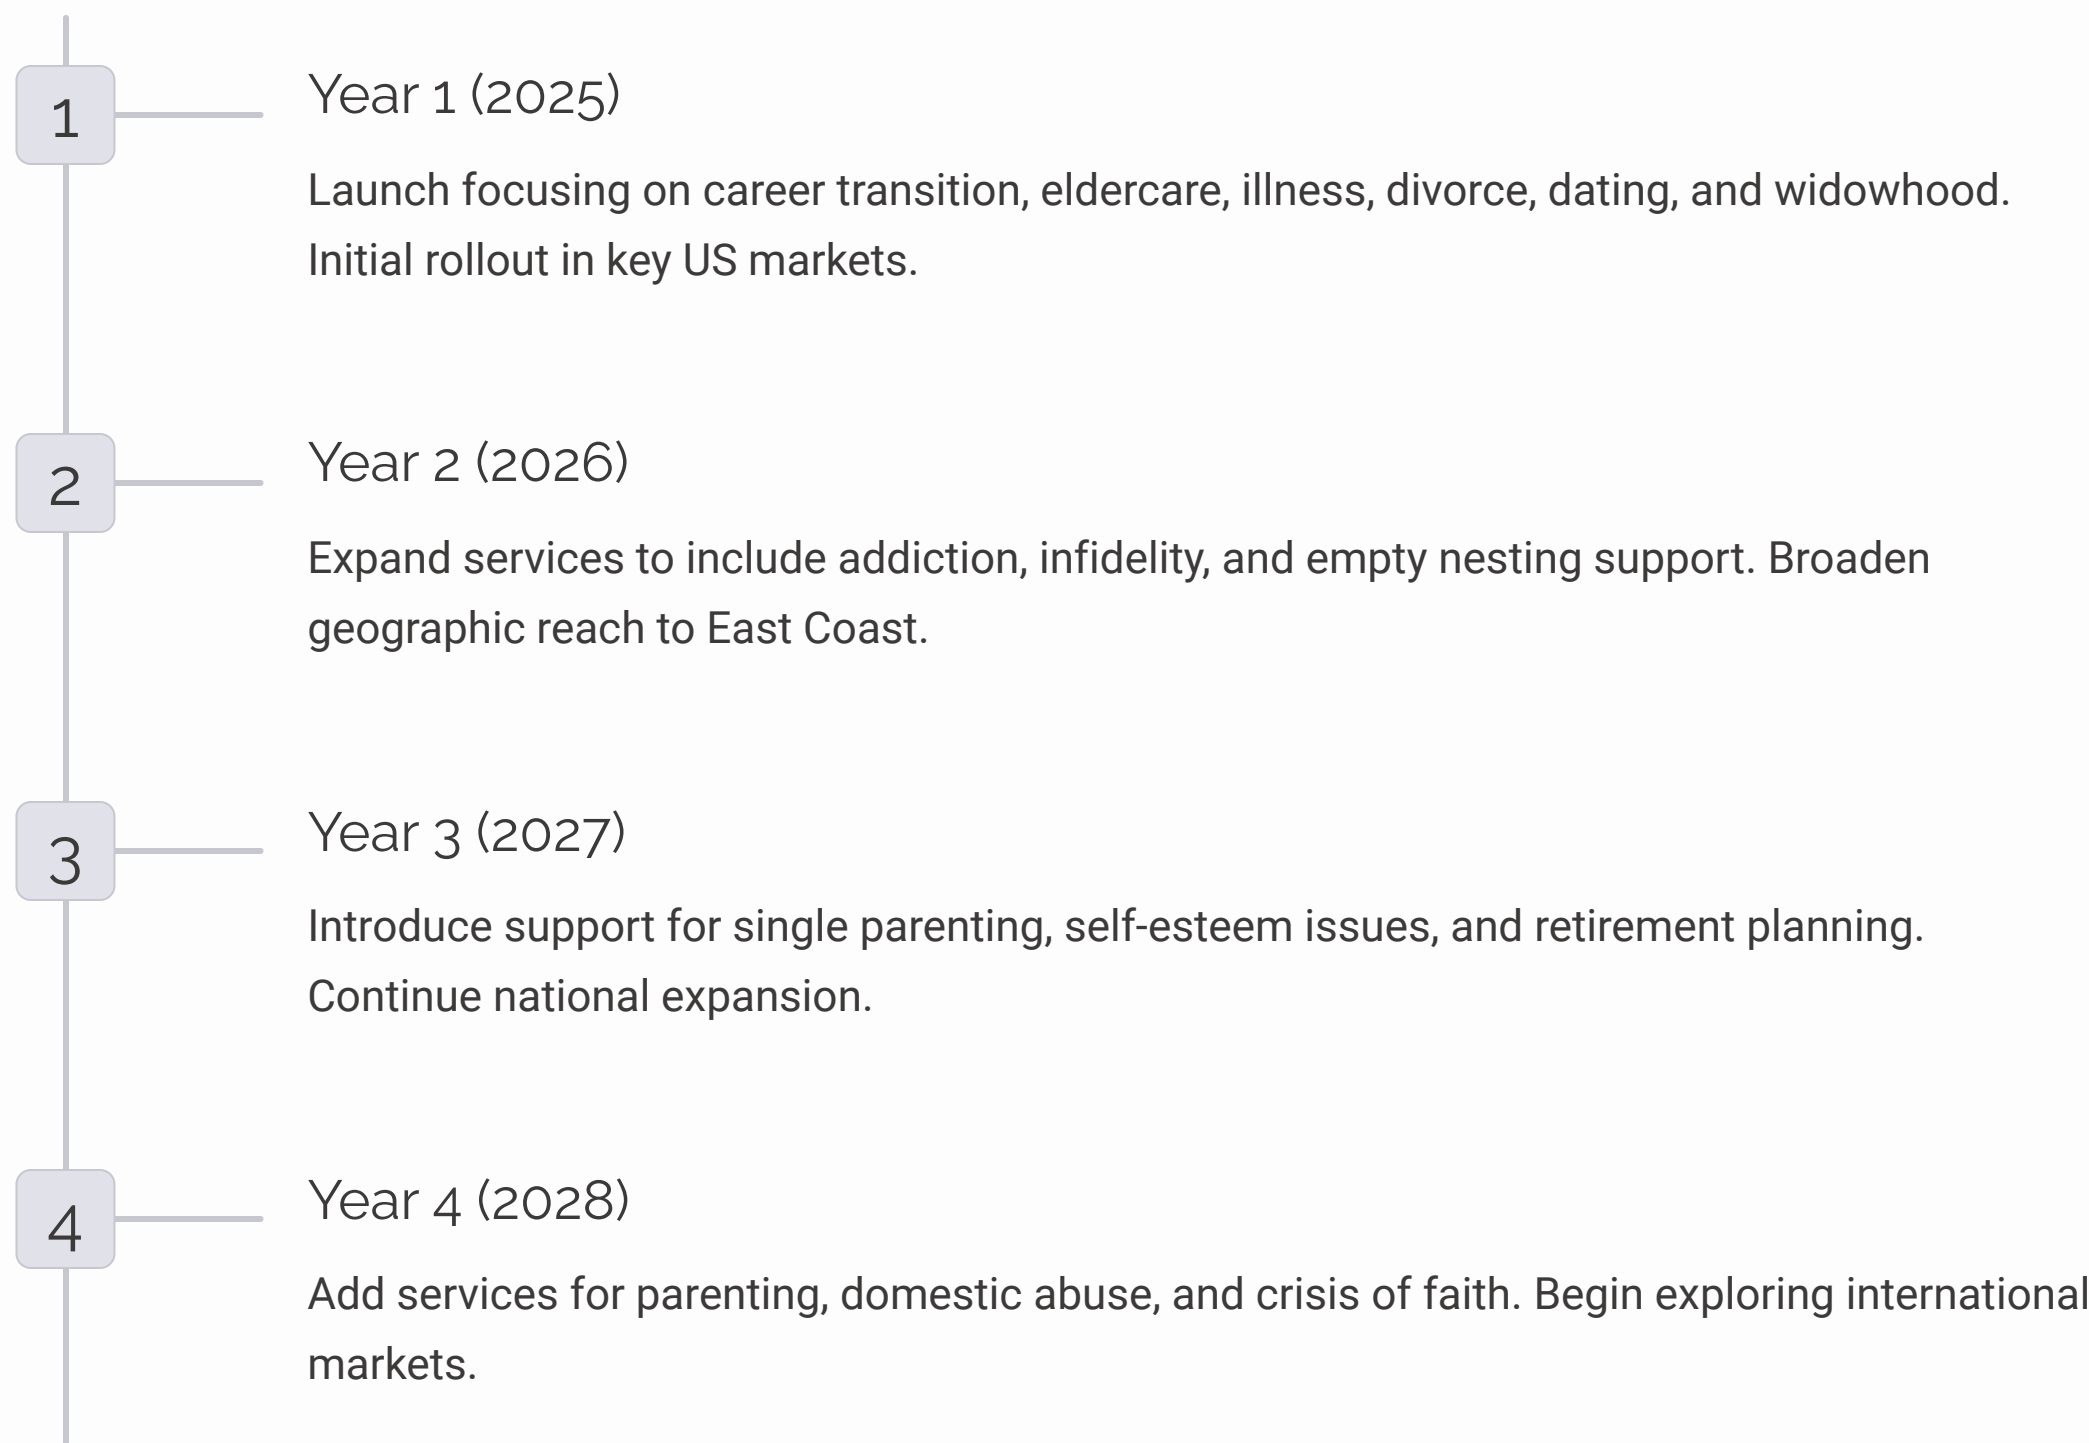 1
Year 1 (2025)
Launch focusing on career transition, eldercare, illness, divorce, dating, and widowhood.
Initial rollout in key US markets.
2
Year 2 (2026)
Expand services to include addiction, infidelity, and empty nesting support. Broaden
geographic reach to East Coast.
3
Year 3 (2027)
Introduce support for single parenting, self-esteem issues, and retirement planning.
Continue national expansion.
4
Year 4 (2028)
Add services for parenting, domestic abuse, and crisis of faith. Begin exploring international
markets.